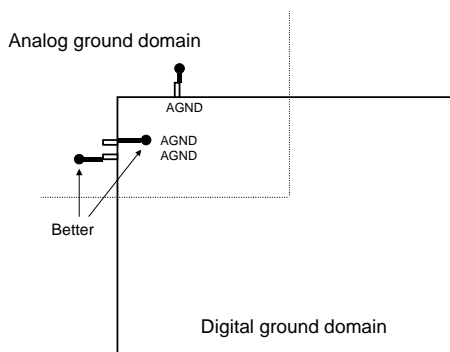 Analog ground domain
AGND
AGND
AGND
Better
Digital ground domain